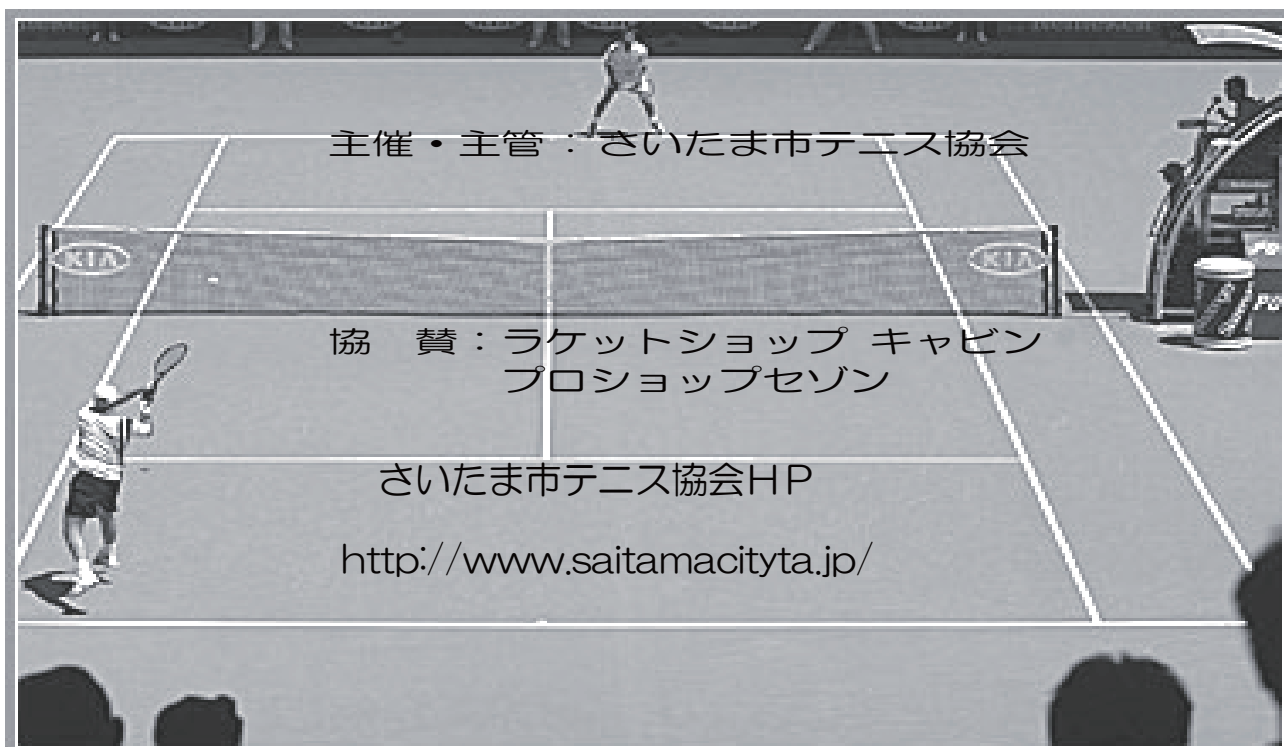 主催・主管：さいたま市テニス協会
KIA
KIA
協　賛：ラケットショップ キャビン
プロショップセゾン
さいたま市テニス協会ＨＰ
http://www.saitamacityta.jp/